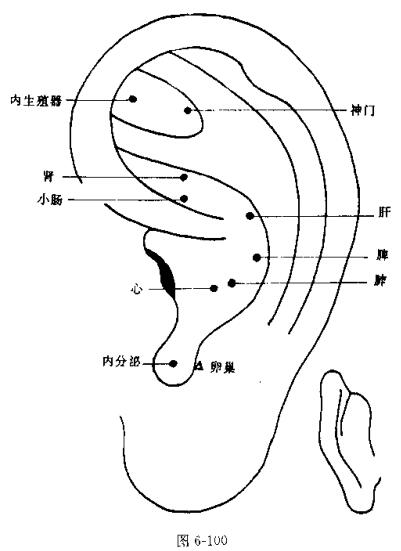 内生殖器
神门
肾
小肠
肝
脾
肺
心
内分泌
卵巢
图 6-100